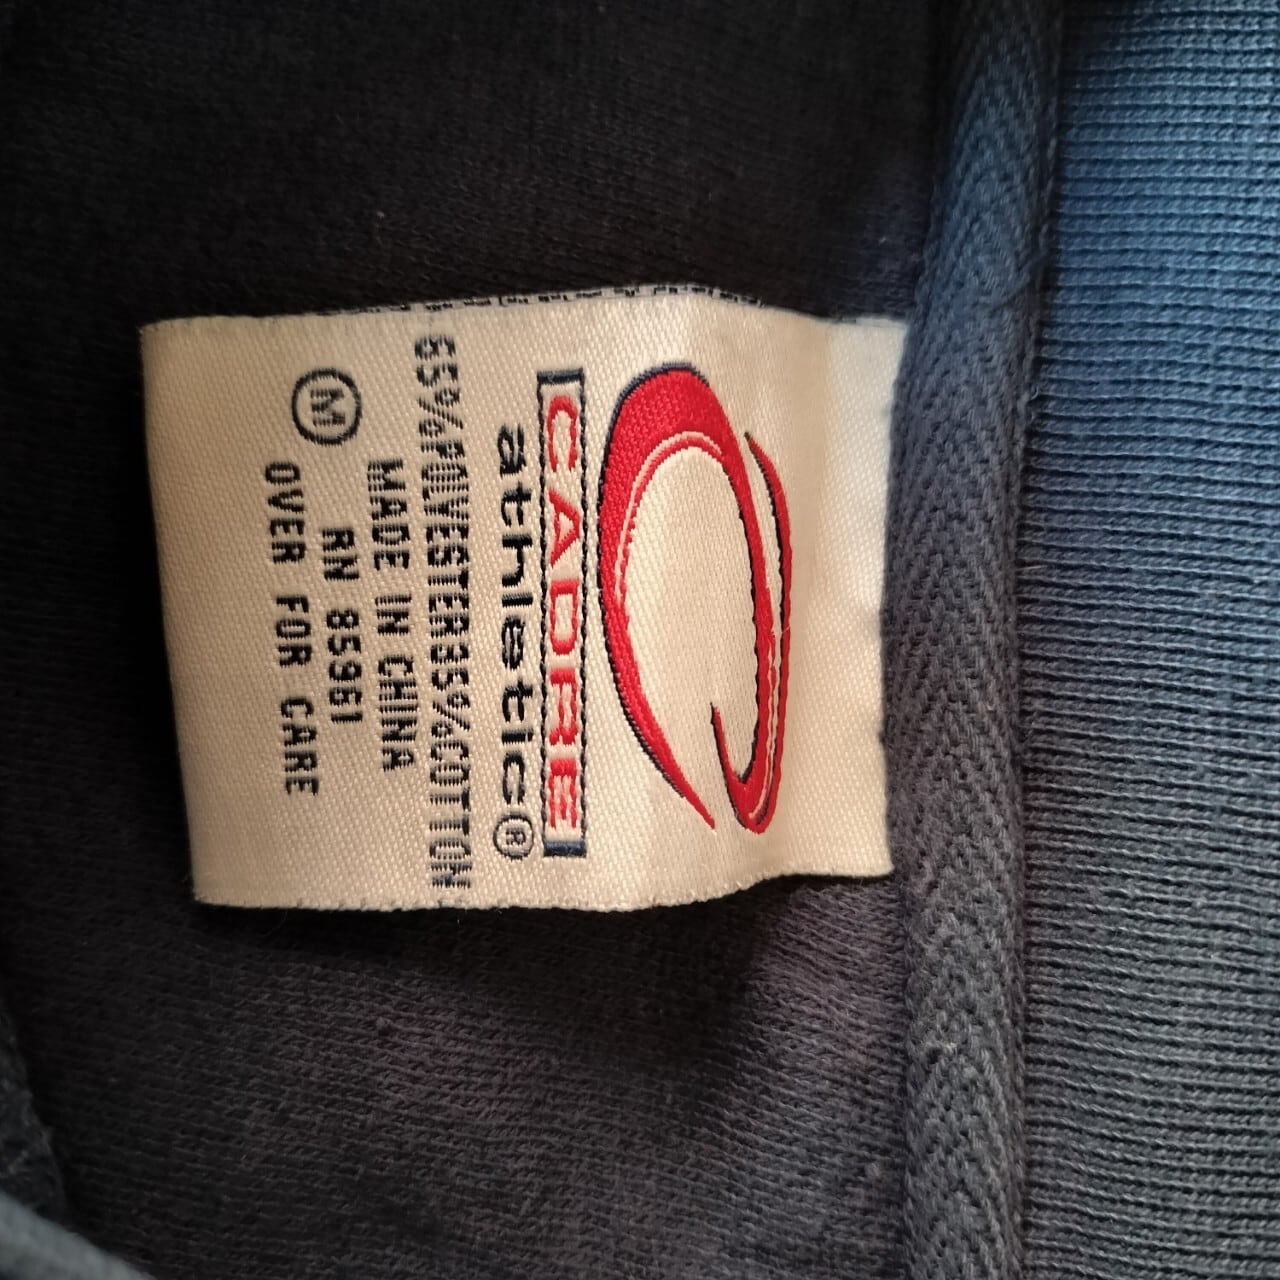 CADRE
athletic®
65%POLYESTER35%COTTON
MADE IN CHINA
RN 85961
M OVER FOR CARE